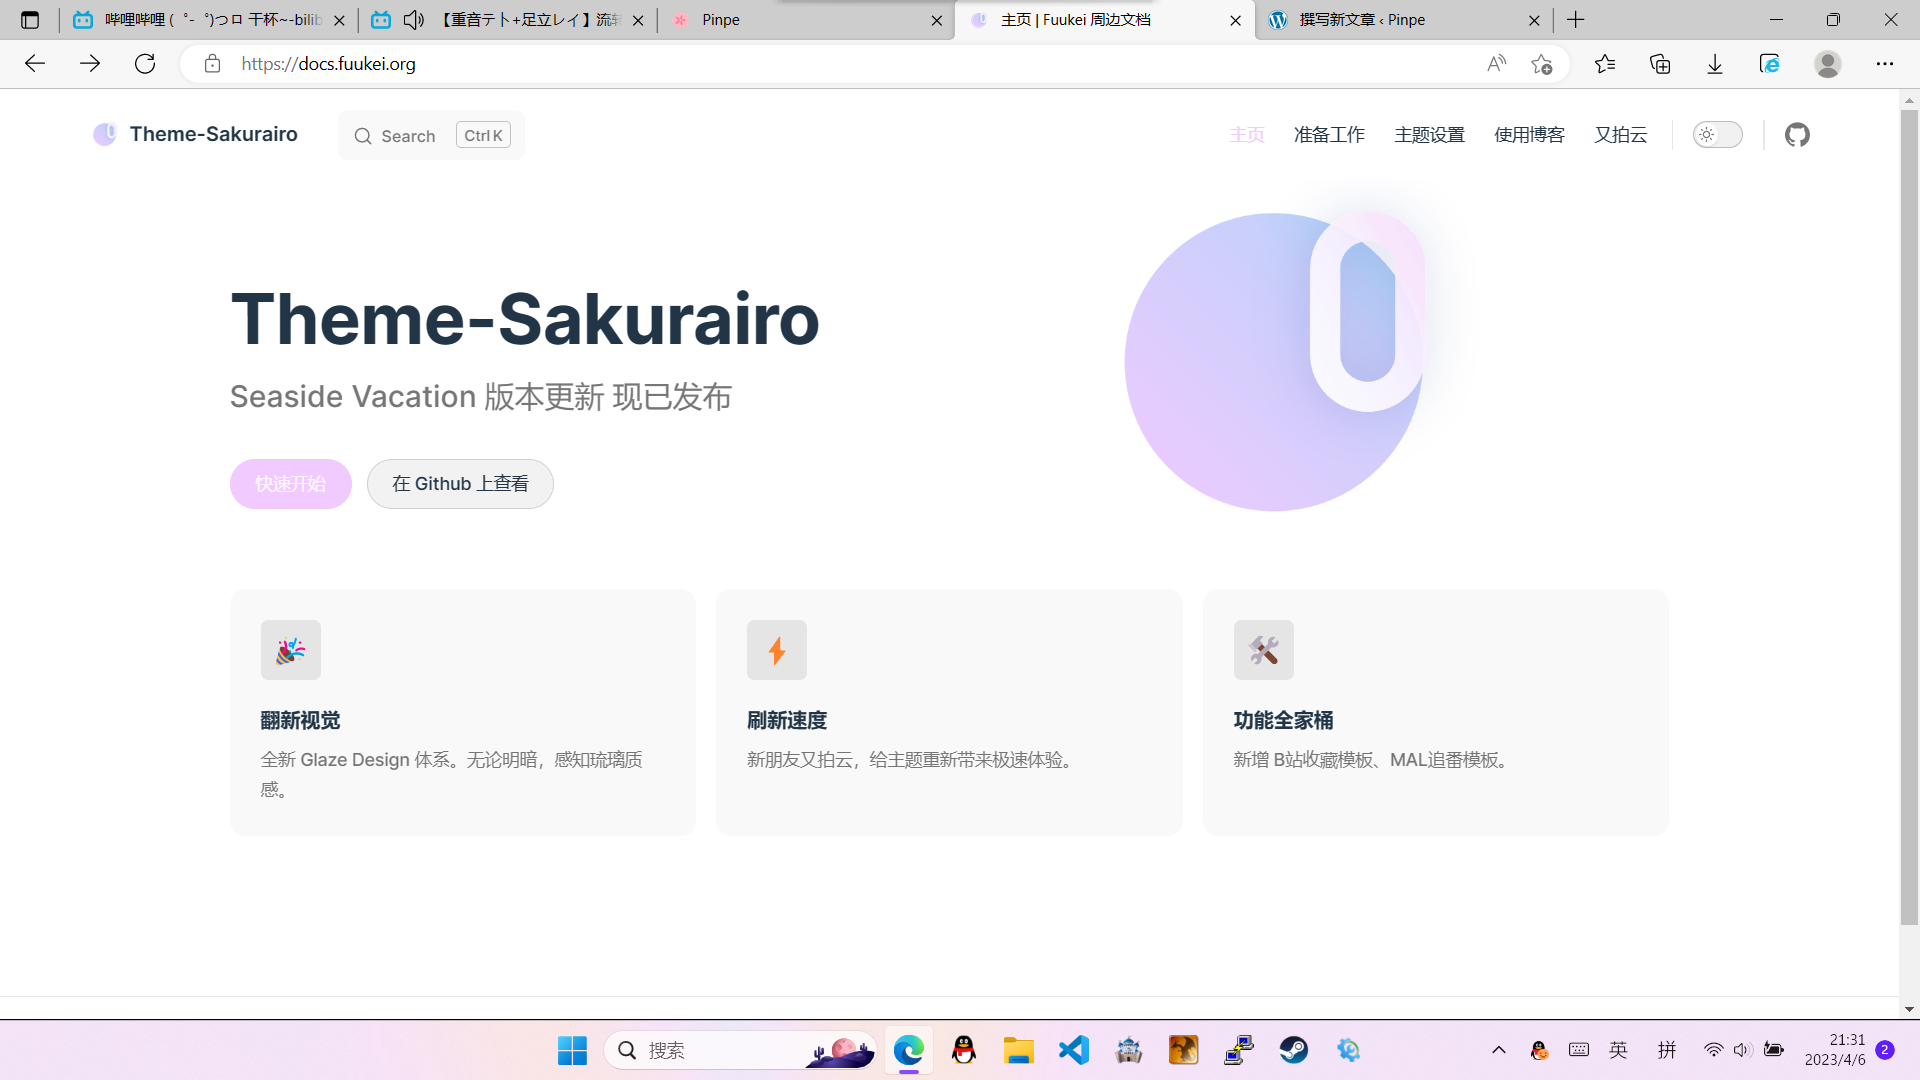 哔哩哔哩 (゜-゜)つロ 干杯~-bilib
【重音テト+足立レイ】流转
Pinpe
主页 | Fuukei 周边文档
撰写新文章 ‹ Pinpe
https://docs.fuukei.org
Theme-Sakurairo
Search
Ctrl K
主页
准备工作
主题设置
使用博客
又拍云
Theme-Sakurairo
Seaside Vacation 版本更新 现已发布
快速开始
在 Github 上查看
翻新视觉
全新 Glaze Design 体系。无论明暗，感知琉璃质
感。
刷新速度
新朋友又拍云，给主题重新带来极速体验。
功能全家桶
新增 B站收藏模板、MAL追番模板。
搜索
英
拼
21:31
2023/4/6
2